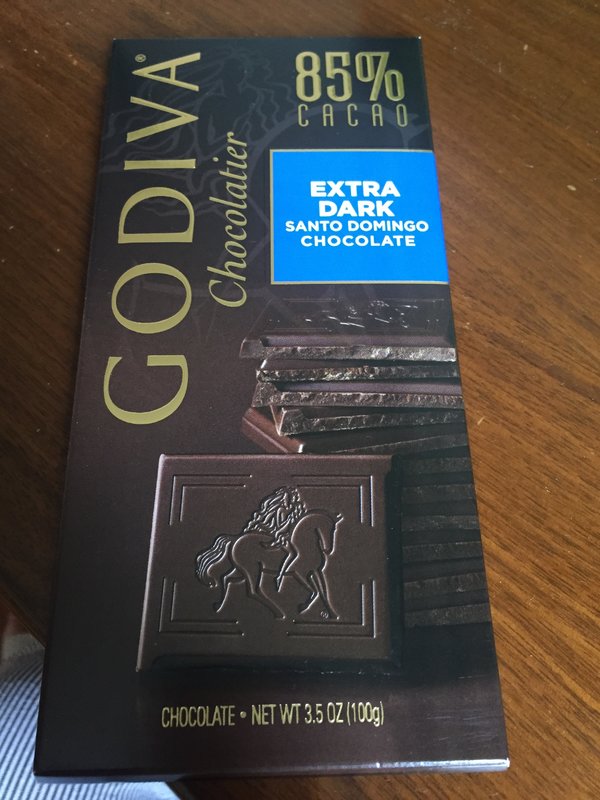 GODIVA®
Chocolatier
85%
CACAO
EXTRA
DARK
SANTO DOMINGO
CHOCOLATE
CHOCOLATE • NET WT 3.5 OZ (100g)